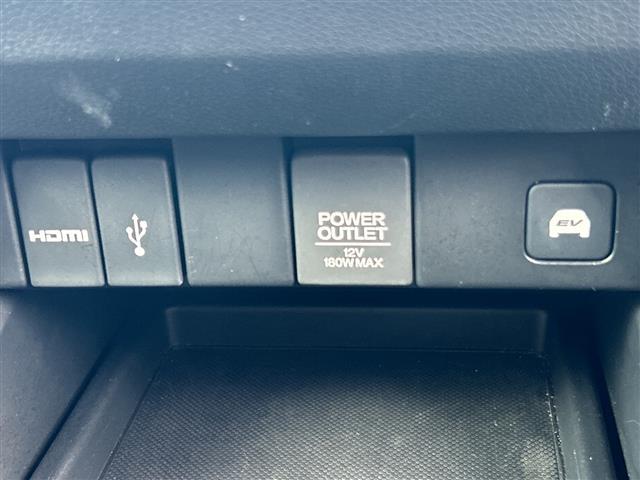 HDMI
POWER
OUTLET
12V
180W MAX
EV